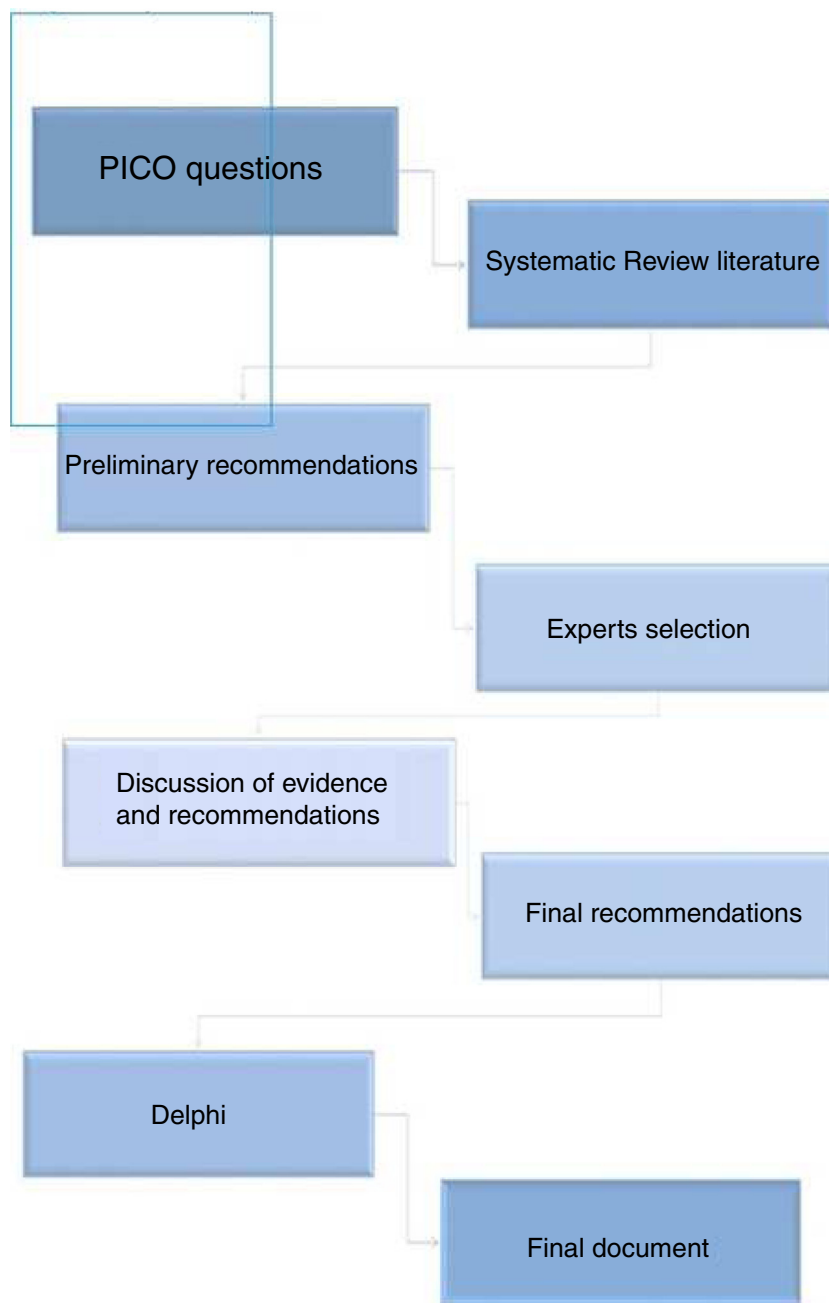 PICO questions
Systematic Review literature
Preliminary recommendations
Experts selection
Discussion of evidence
and recommendations
Final recommendations
Delphi
Final document